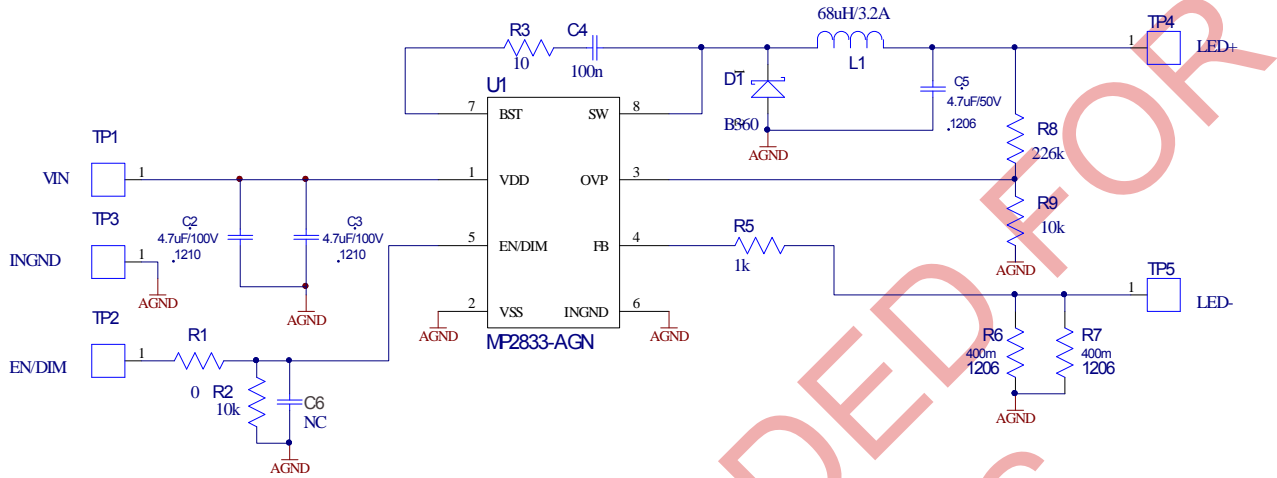 68uH/3.2A
TP4
R3
C4
1
LED+
10
100n
L1
U1
D1
C5
4.7uF/50V
7
BST
SW
8
B360
.1206
R8
TP1
AGND
226k
VIN
1
1
VDD
OVP
3
TP3
C2
C3
R9
4.7uF/100V
4.7uF/100V
R5
10k
INGND
1
.1210
.1210
5
EN/DIM
FB
4
1k
AGND
TP5
AGND
1
LED-
TP2
AGND
2
VSS
INGND
6
R6
R7
R1
AGND
MP2833-AGN
AGND
400m
400m
EN/DIM
1
1206
1206
0
R2
C6
10k
NC
AGND
AGND
DED FOR